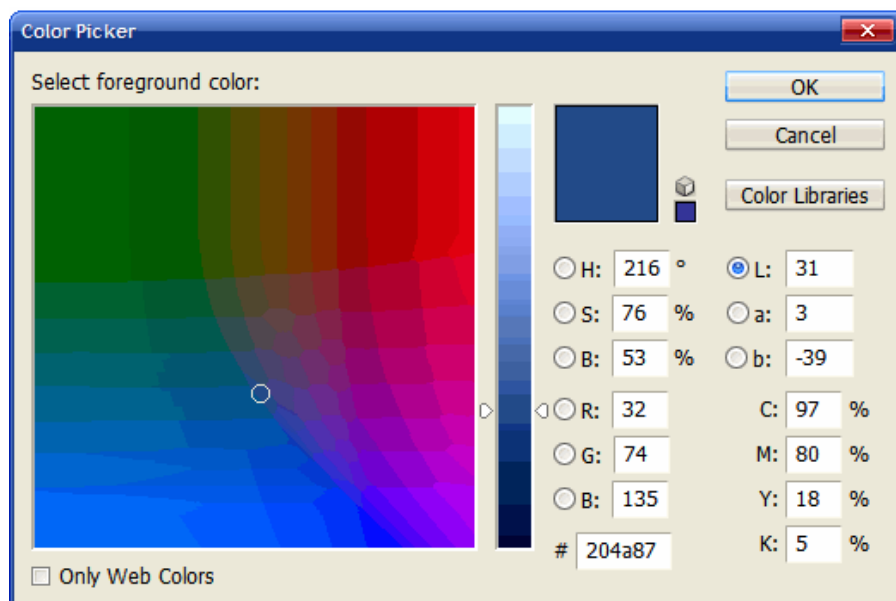 Color Picker
Select foreground color:
OK
Cancel
Color Libraries
H: 216 ° L: 31
S: 76 % a: 3
B: 53 % b: -39
R: 32 C: 97 %
G: 74 M: 80 %
B: 135 Y: 18 %
# 204a87 K: 5 %
Only Web Colors